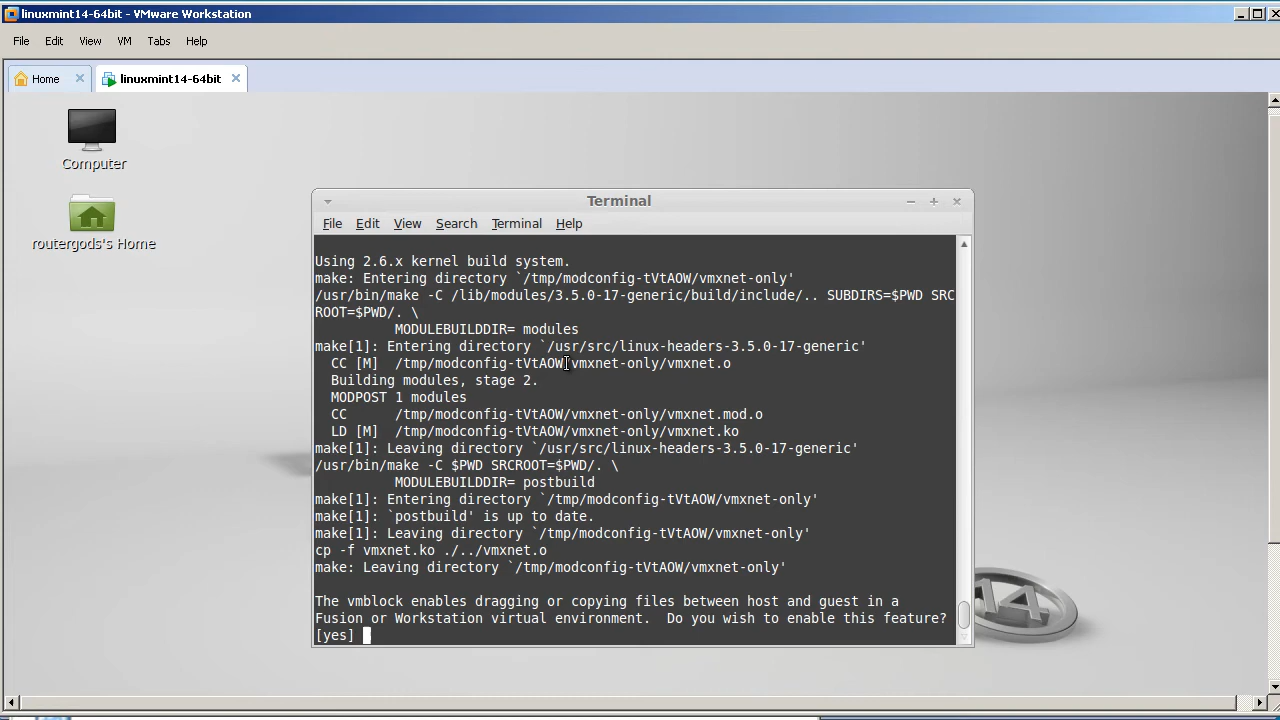 linuxmint14-64bit - VMware Workstation
File Edit View VM Tabs Help
Home
linuxmint14-64bit
Computer
routergods's Home
Terminal
File Edit View Search Terminal Help
Using 2.6.x kernel build system.
make: Entering directory `/tmp/modconfig-tVtAOW/vmxnet-only'
/usr/bin/make -C /lib/modules/3.5.0-17-generic/build/include/.. SUBDIRS=$PWD SRC
ROOT=$PWD/. \
MODULEBUILDDIR= modules
make[1]: Entering directory `/usr/src/linux-headers-3.5.0-17-generic'
CC [M] /tmp/modconfig-tVtAOW/vmxnet-only/vmxnet.o
Building modules, stage 2.
MODPOST 1 modules
CC /tmp/modconfig-tVtAOW/vmxnet-only/vmxnet.mod.o
LD [M] /tmp/modconfig-tVtAOW/vmxnet-only/vmxnet.ko
make[1]: Leaving directory `/usr/src/linux-headers-3.5.0-17-generic'
/usr/bin/make -C $PWD SRCROOT=$PWD/. \
MODULEBUILDDIR= postbuild
make[1]: Entering directory `/tmp/modconfig-tVtAOW/vmxnet-only'
make[1]: `postbuild' is up to date.
make[1]: Leaving directory `/tmp/modconfig-tVtAOW/vmxnet-only'
cp -f vmxnet.ko ./../vmxnet.o
make: Leaving directory `/tmp/modconfig-tVtAOW/vmxnet-only'
The vmblock enables dragging or copying files between host and guest in a
Fusion or Workstation virtual environment. Do you wish to enable this feature?
[yes]
14